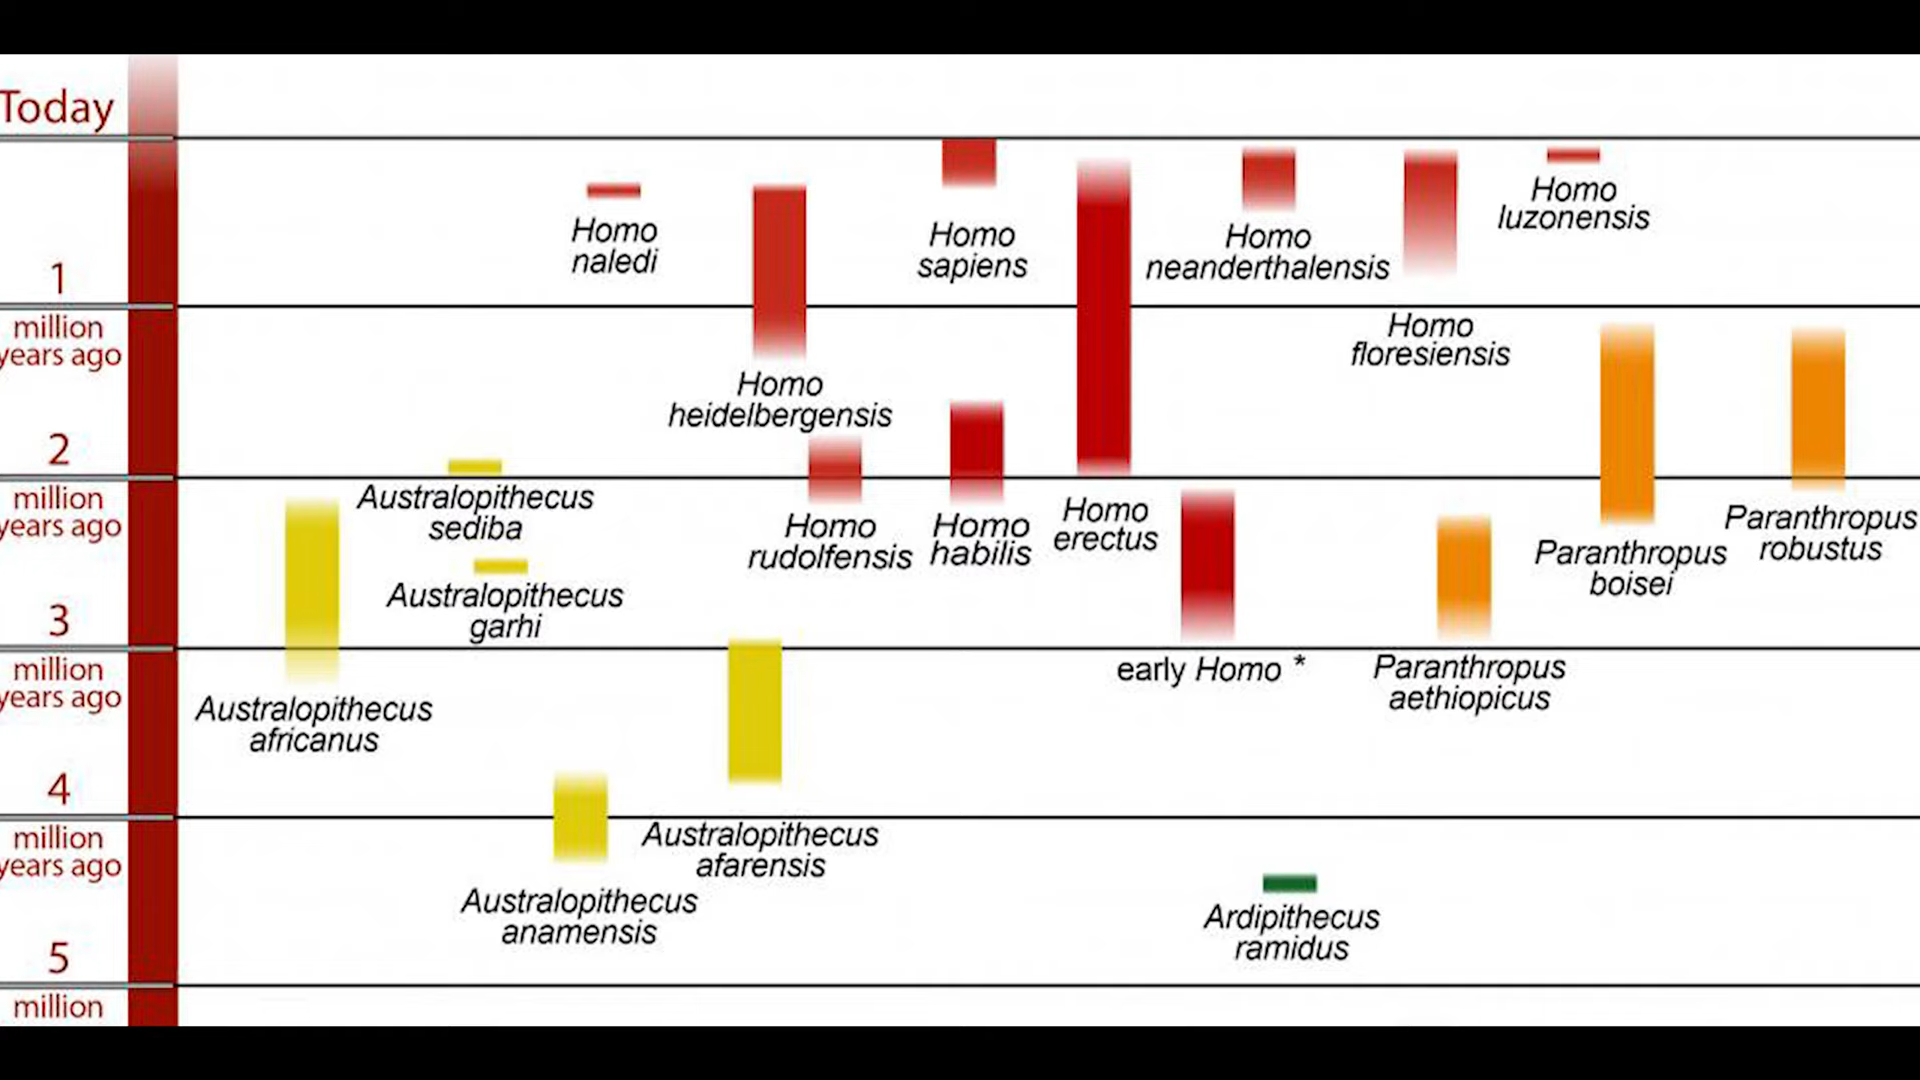 Today
1
million
years ago
2
million
years ago
3
million
years ago
4
million
years ago
5
million
Homo
naledi
Homo
heidelbergensis
Homo
sapiens
Homo
neanderthalensis
Homo
luzonensis
Homo
floresiensis
Australopithecus
sediba
Australopithecus
garhi
Homo
rudolfensis
Homo
habilis
Homo
erectus
Paranthropus
boisei
Paranthropus
robustus
early Homo *
Paranthropus
aethiopicus
Australopithecus
africanus
Australopithecus
afarensis
Australopithecus
anamensis
Ardipithecus
ramidus